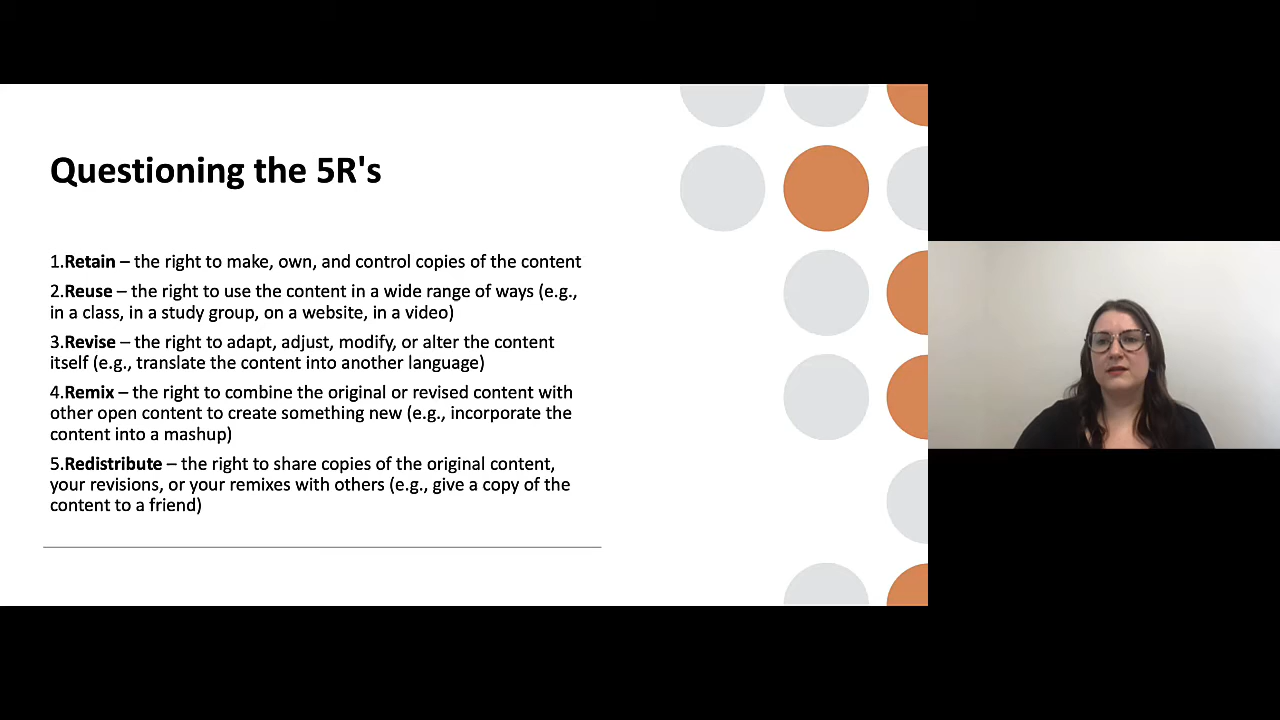 Questioning the 5R's
1.Retain – the right to make, own, and control copies of the content
2.Reuse – the right to use the content in a wide range of ways (e.g.,
in a class, in a study group, on a website, in a video)
3.Revise – the right to adapt, adjust, modify, or alter the content
itself (e.g., translate the content into another language)
4.Remix – the right to combine the original or revised content with
other open content to create something new (e.g., incorporate the
content into a mashup)
5.Redistribute – the right to share copies of the original content,
your revisions, or your remixes with others (e.g., give a copy of the
content to a friend)